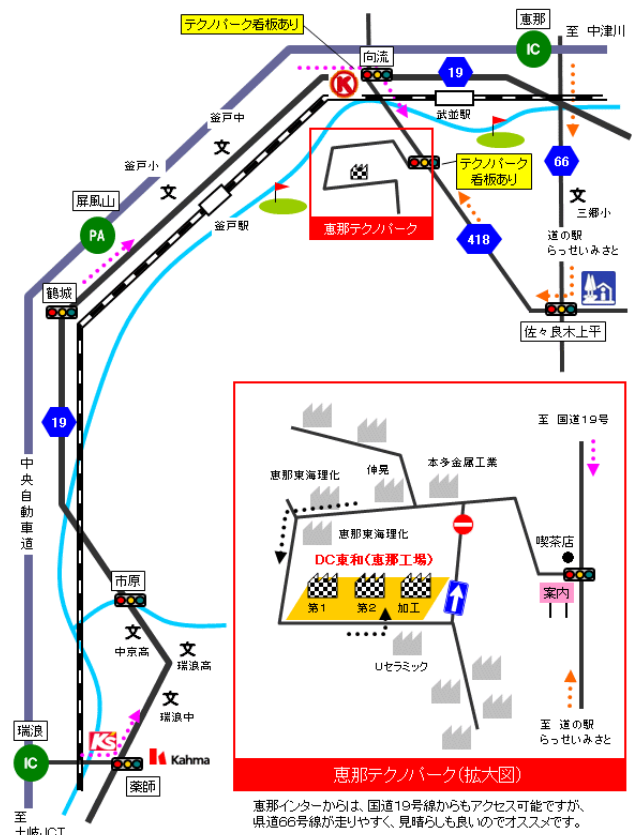 テクノパーク看板あり
恵那
至 中津川
IC
向流
19
K
釜戸中
文
武並駅
釜戸小
文
テクノパーク
看板あり
66
文
三郷小
屏風山
PA
釜戸駅
恵那テクノパーク
418
道の駅
らっせいみさと
鶴城
佐々良木上平
19
中央自動車道
至 国道19号
本多金属工業
伸晃
恵那東海理化
恵那東海理化
喫茶店
DC東和(恵那工場)
第1
第2
加工
案内
Uセラミック
市原
文
中京高
文
瑞浪高
文
瑞浪中
瑞浪
IC
K's
Kahma
薬師
至 道の駅
らっせいみさと
恵那テクノパーク(拡大図)
至
土岐JCT
恵那インターからは、国道19号線からもアクセス可能ですが、
県道66号線が走りやすく、見晴らしも良いのでオススメです。